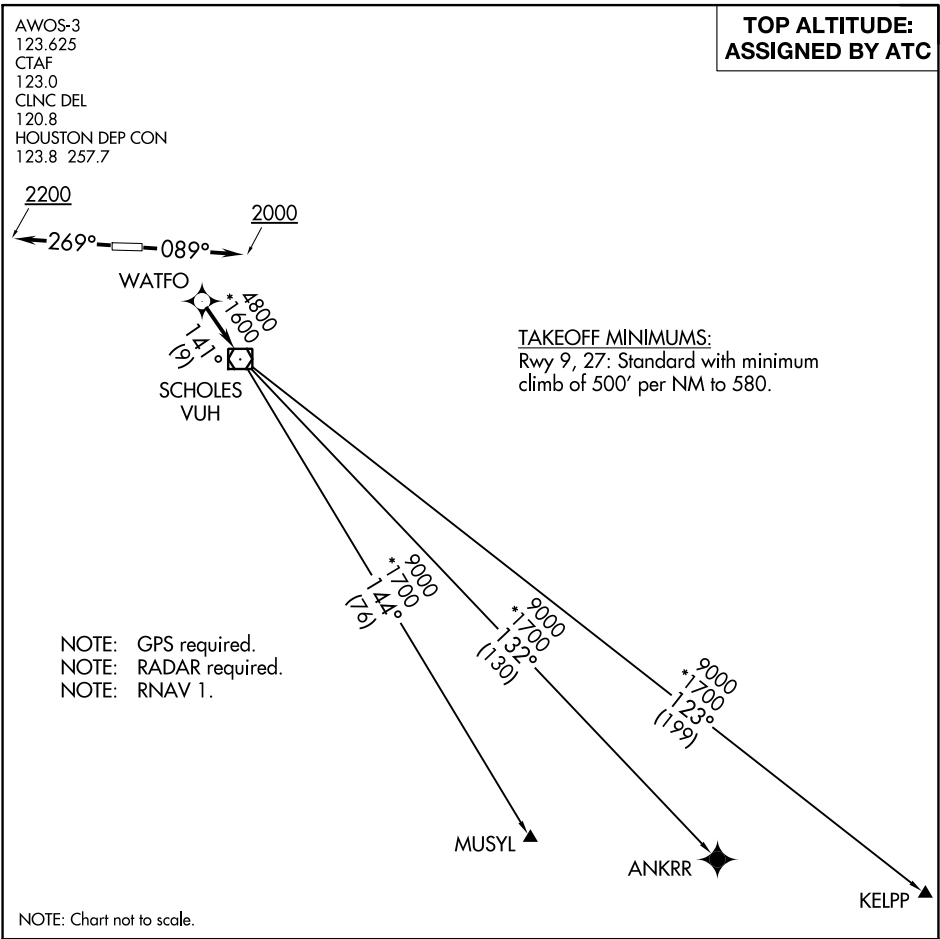 AWOS-3
123.625
CTAF
123.0
CLNC DEL
120.8
HOUSTON DEP CON
123.8 257.7
TOP ALTITUDE:
ASSIGNED BY ATC
2200
2000
269°
089°
WATFO
4800
*1600
141°
(9)
SCHOLES
VUH
TAKEOFF MINIMUMS:
Rwy 9, 27: Standard with minimum
climb of 500' per NM to 580.
9000
*1700
144°
(76)
9000
*1700
132°
(130)
9000
*1700
123°
(199)
NOTE: GPS required.
NOTE: RADAR required.
NOTE: RNAV 1.
MUSYL
ANKRR
KELPP
NOTE: Chart not to scale.